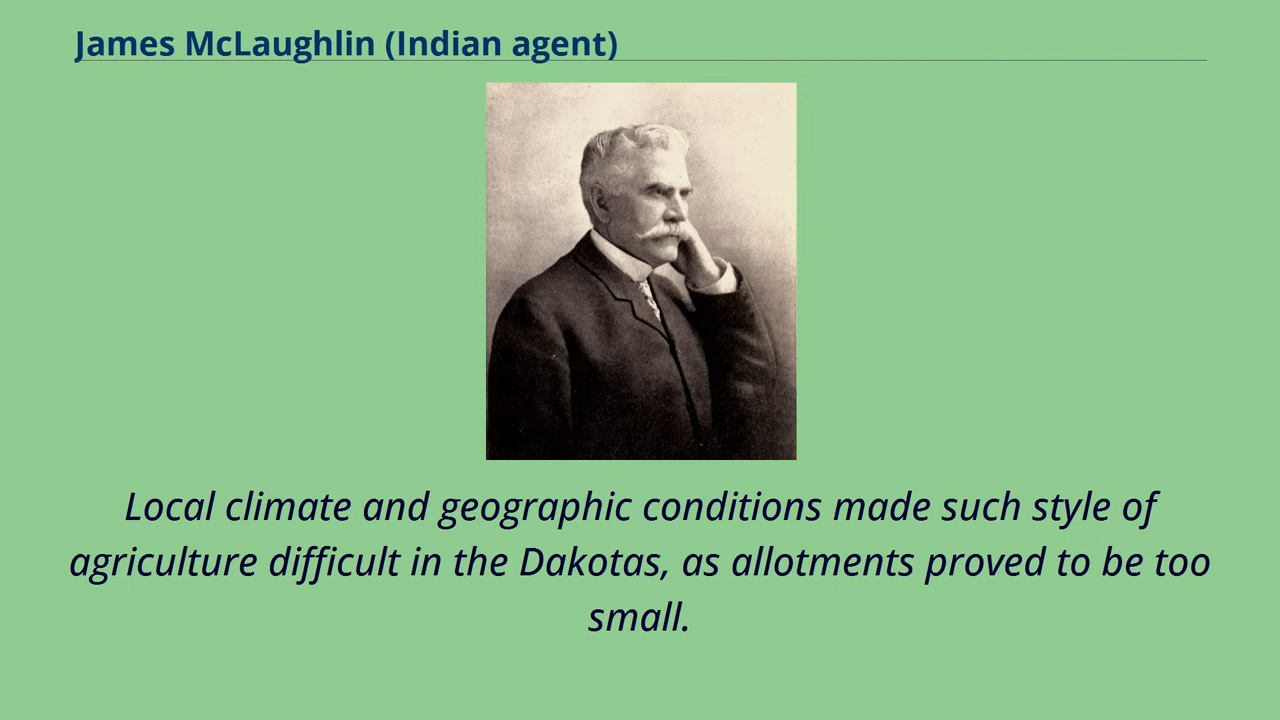 James McLaughlin (Indian agent)
Local climate and geographic conditions made such style of
agriculture difficult in the Dakotas, as allotments proved to be too
small.